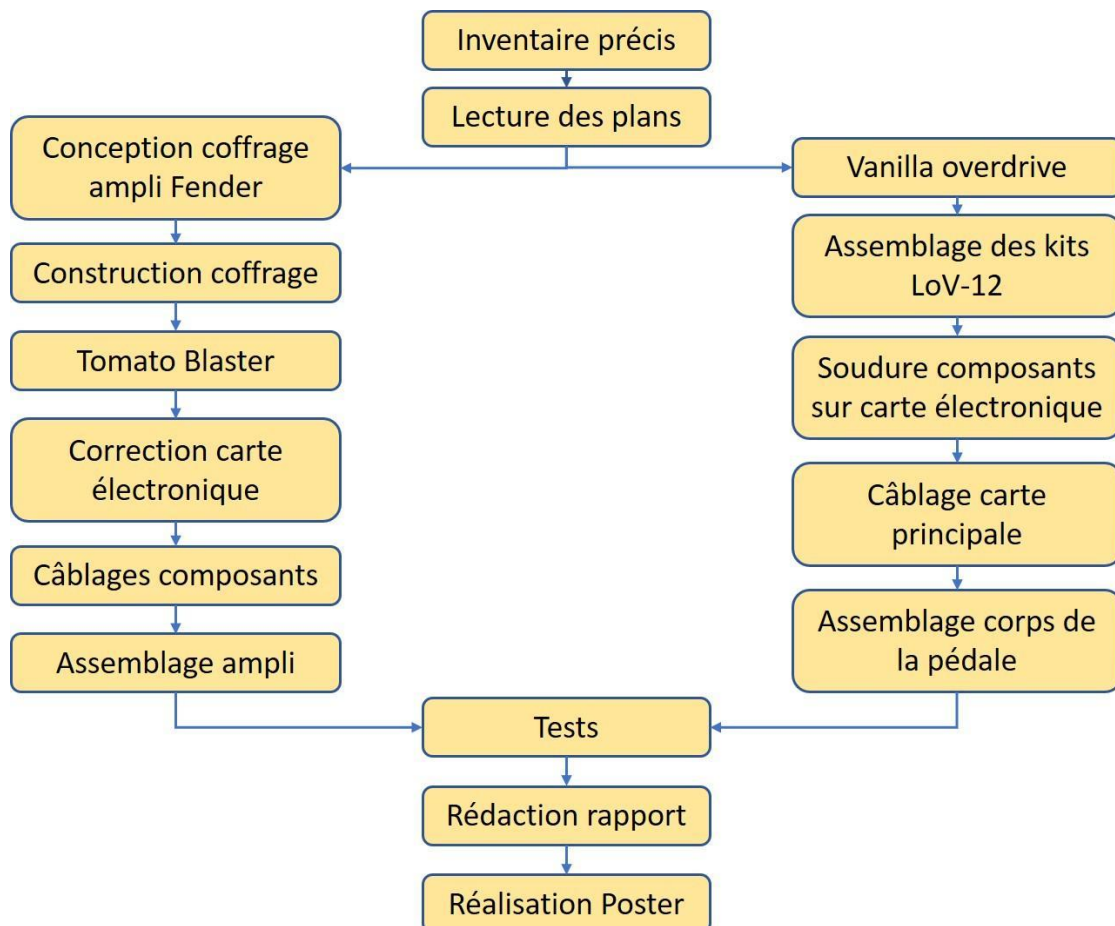 Inventaire précis
Lecture des plans
Conception coffrage
ampli Fender
Construction coffrage
Tomato Blaster
Correction carte
électronique
Câblages composants
Assemblage ampli
Vanilla overdrive
Assemblage des kits
LoV-12
Soudure composants
sur carte électronique
Câblage carte
principale
Assemblage corps de
la pédale
Tests
Rédaction rapport
Réalisation Poster